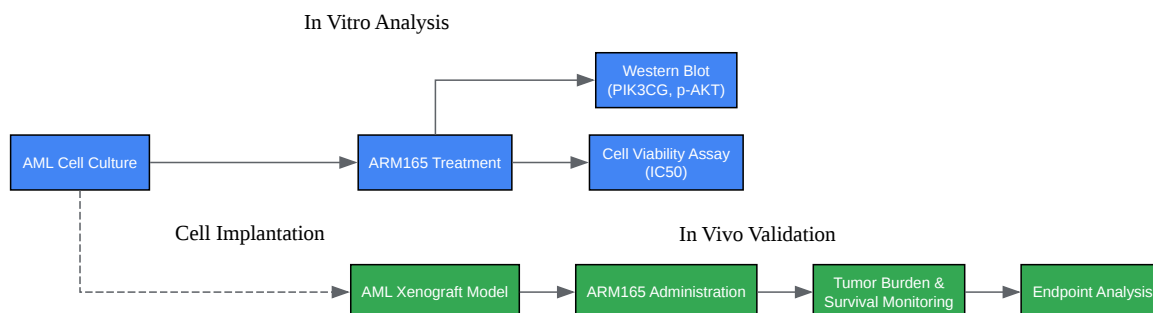 In Vitro Analysis
Western Blot
(PIK3CG, p-AKT)
AML Cell Culture
ARM165 Treatment
Cell Viability Assay
(IC50)
Cell Implantation
In Vivo Validation
AML Xenograft Model
ARM165 Administration
Tumor Burden &
Survival Monitoring
Endpoint Analysis